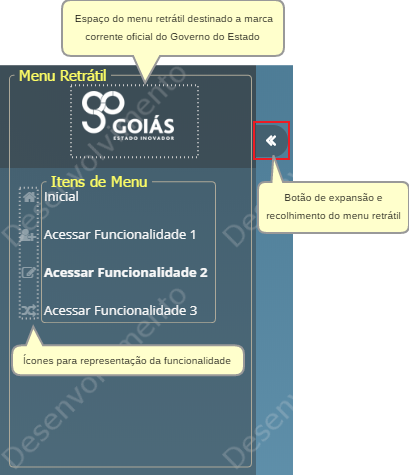 Espaço do menu retrátil destinado a marca
corrente oficial do Governo do Estado
Menu Retrátil
GOIÁS
ESTADO INOVADOR
«
Itens de Menu
Inicial
Botão de expansão e
recolhimento do menu retrátil
Acessar Funcionalidade 1
Acessar Funcionalidade 2
Acessar Funcionalidade 3
Ícones para representação da funcionalidade
Desenvolvimento
Desenvolvimento
Desenvolvimento
Desenvolvimento